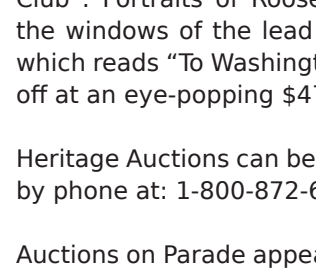 Club". Portraits of Roose
the windows of the lead
which reads "To Washingt
off at an eye-popping $4
Heritage Auctions can be
by phone at: 1-800-872-6
Auctions on Parade appea